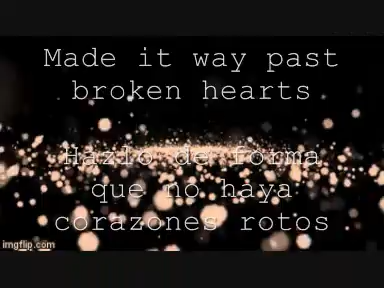 Made it way past
broken hearts
Hazlo de forma
que no haya
corazones rotos
imgflip.com